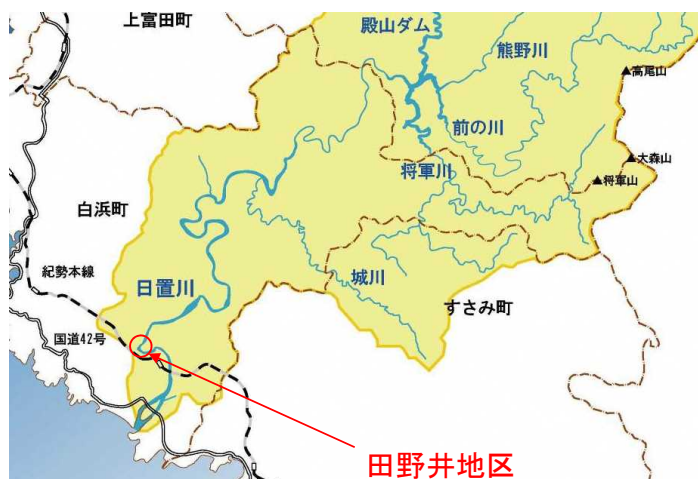 上富田町
殿山ダム
熊野川
▲高尾山
前の川
▲大森山
将軍川
▲将軍山
白浜町
紀勢本線
日置川
城川
すさみ町
国道42号
田野井地区